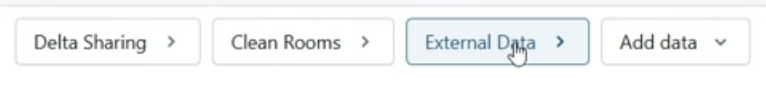 Delta Sharing
Clean Rooms
External Data
Add data